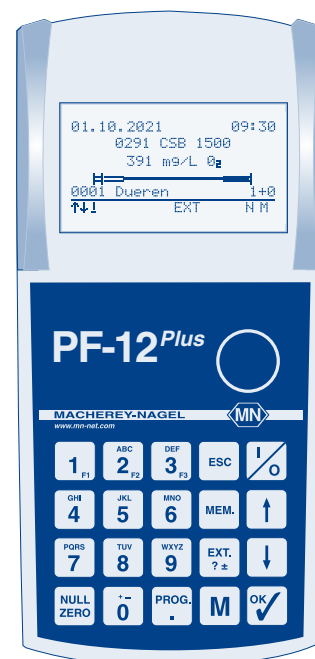 01.10.2021 09:30
0291 CSB 1500
391 mg/L O₂
0001 Dueren 1+0
↑↓! EXT N M
PF-12 Plus
MACHEREY-NAGEL MN
www.mn-net.com
ABC DEF I/O
1 F1 2 F2 3 F3 ESC
GHI JKL MNO
4 5 6 MEM. ↑
PQRS TUV WXYZ EXT.
7 8 9 ? ± ↓
NULL + − PROG. OK
ZERO 0 . M ✓